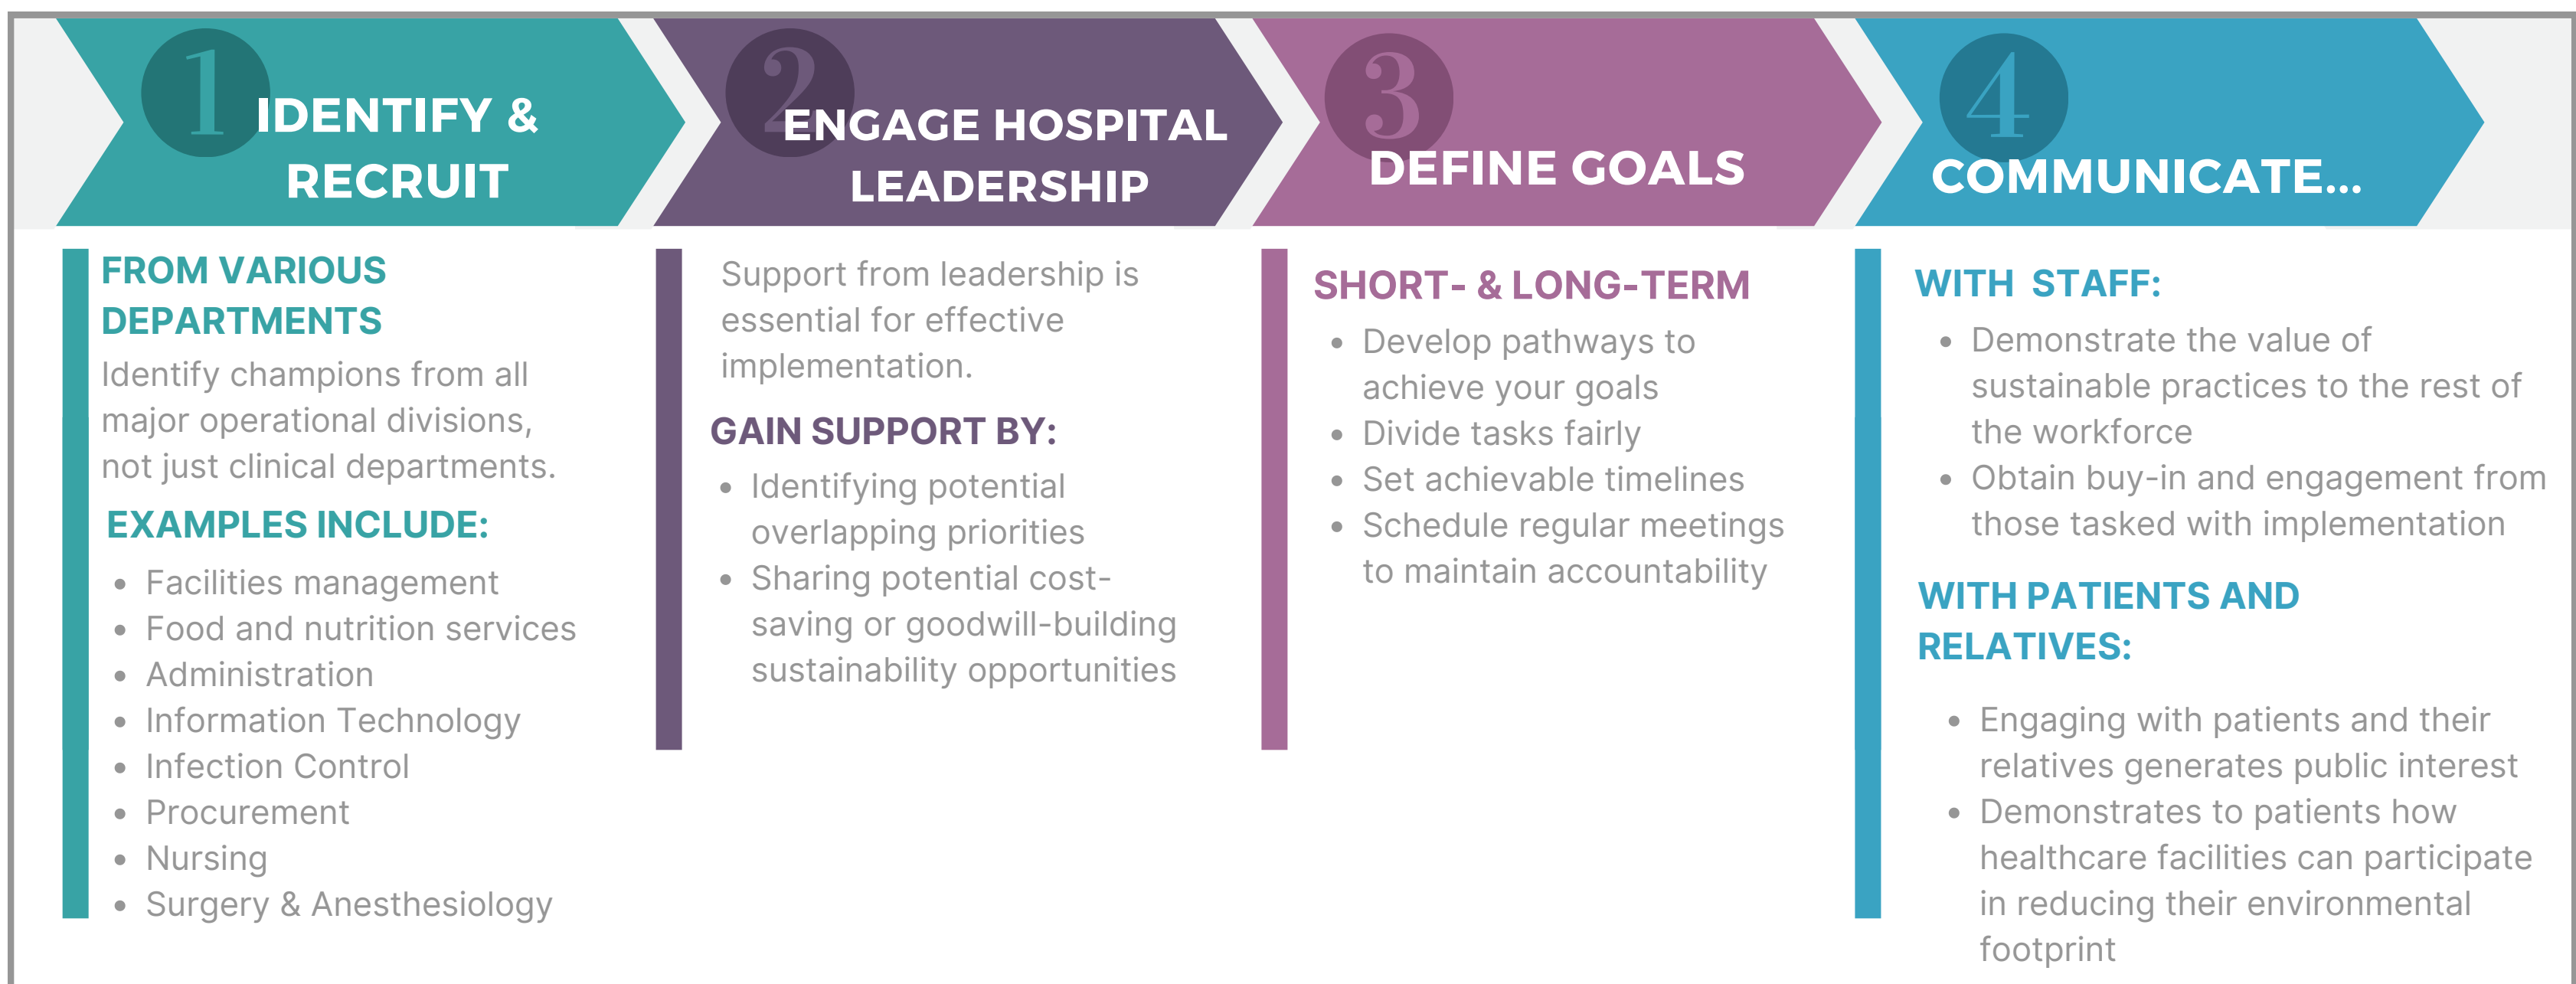 1
IDENTIFY &
RECRUIT
FROM VARIOUS
DEPARTMENTS
Identify champions from all
major operational divisions,
not just clinical departments.
EXAMPLES INCLUDE:
• Facilities management
• Food and nutrition services
• Administration
• Information Technology
• Infection Control
• Procurement
• Nursing
• Surgery & Anesthesiology
2
ENGAGE HOSPITAL
LEADERSHIP
Support from leadership is
essential for effective
implementation.
GAIN SUPPORT BY:
• Identifying potential
overlapping priorities
• Sharing potential cost-
saving or goodwill-building
sustainability opportunities
3
DEFINE GOALS
SHORT- & LONG-TERM
• Develop pathways to
achieve your goals
• Divide tasks fairly
• Set achievable timelines
• Schedule regular meetings
to maintain accountability
4
COMMUNICATE...
WITH STAFF:
• Demonstrate the value of
sustainable practices to the rest of
the workforce
• Obtain buy-in and engagement from
those tasked with implementation
WITH PATIENTS AND
RELATIVES:
• Engaging with patients and their
relatives generates public interest
• Demonstrates to patients how
healthcare facilities can participate
in reducing their environmental
footprint